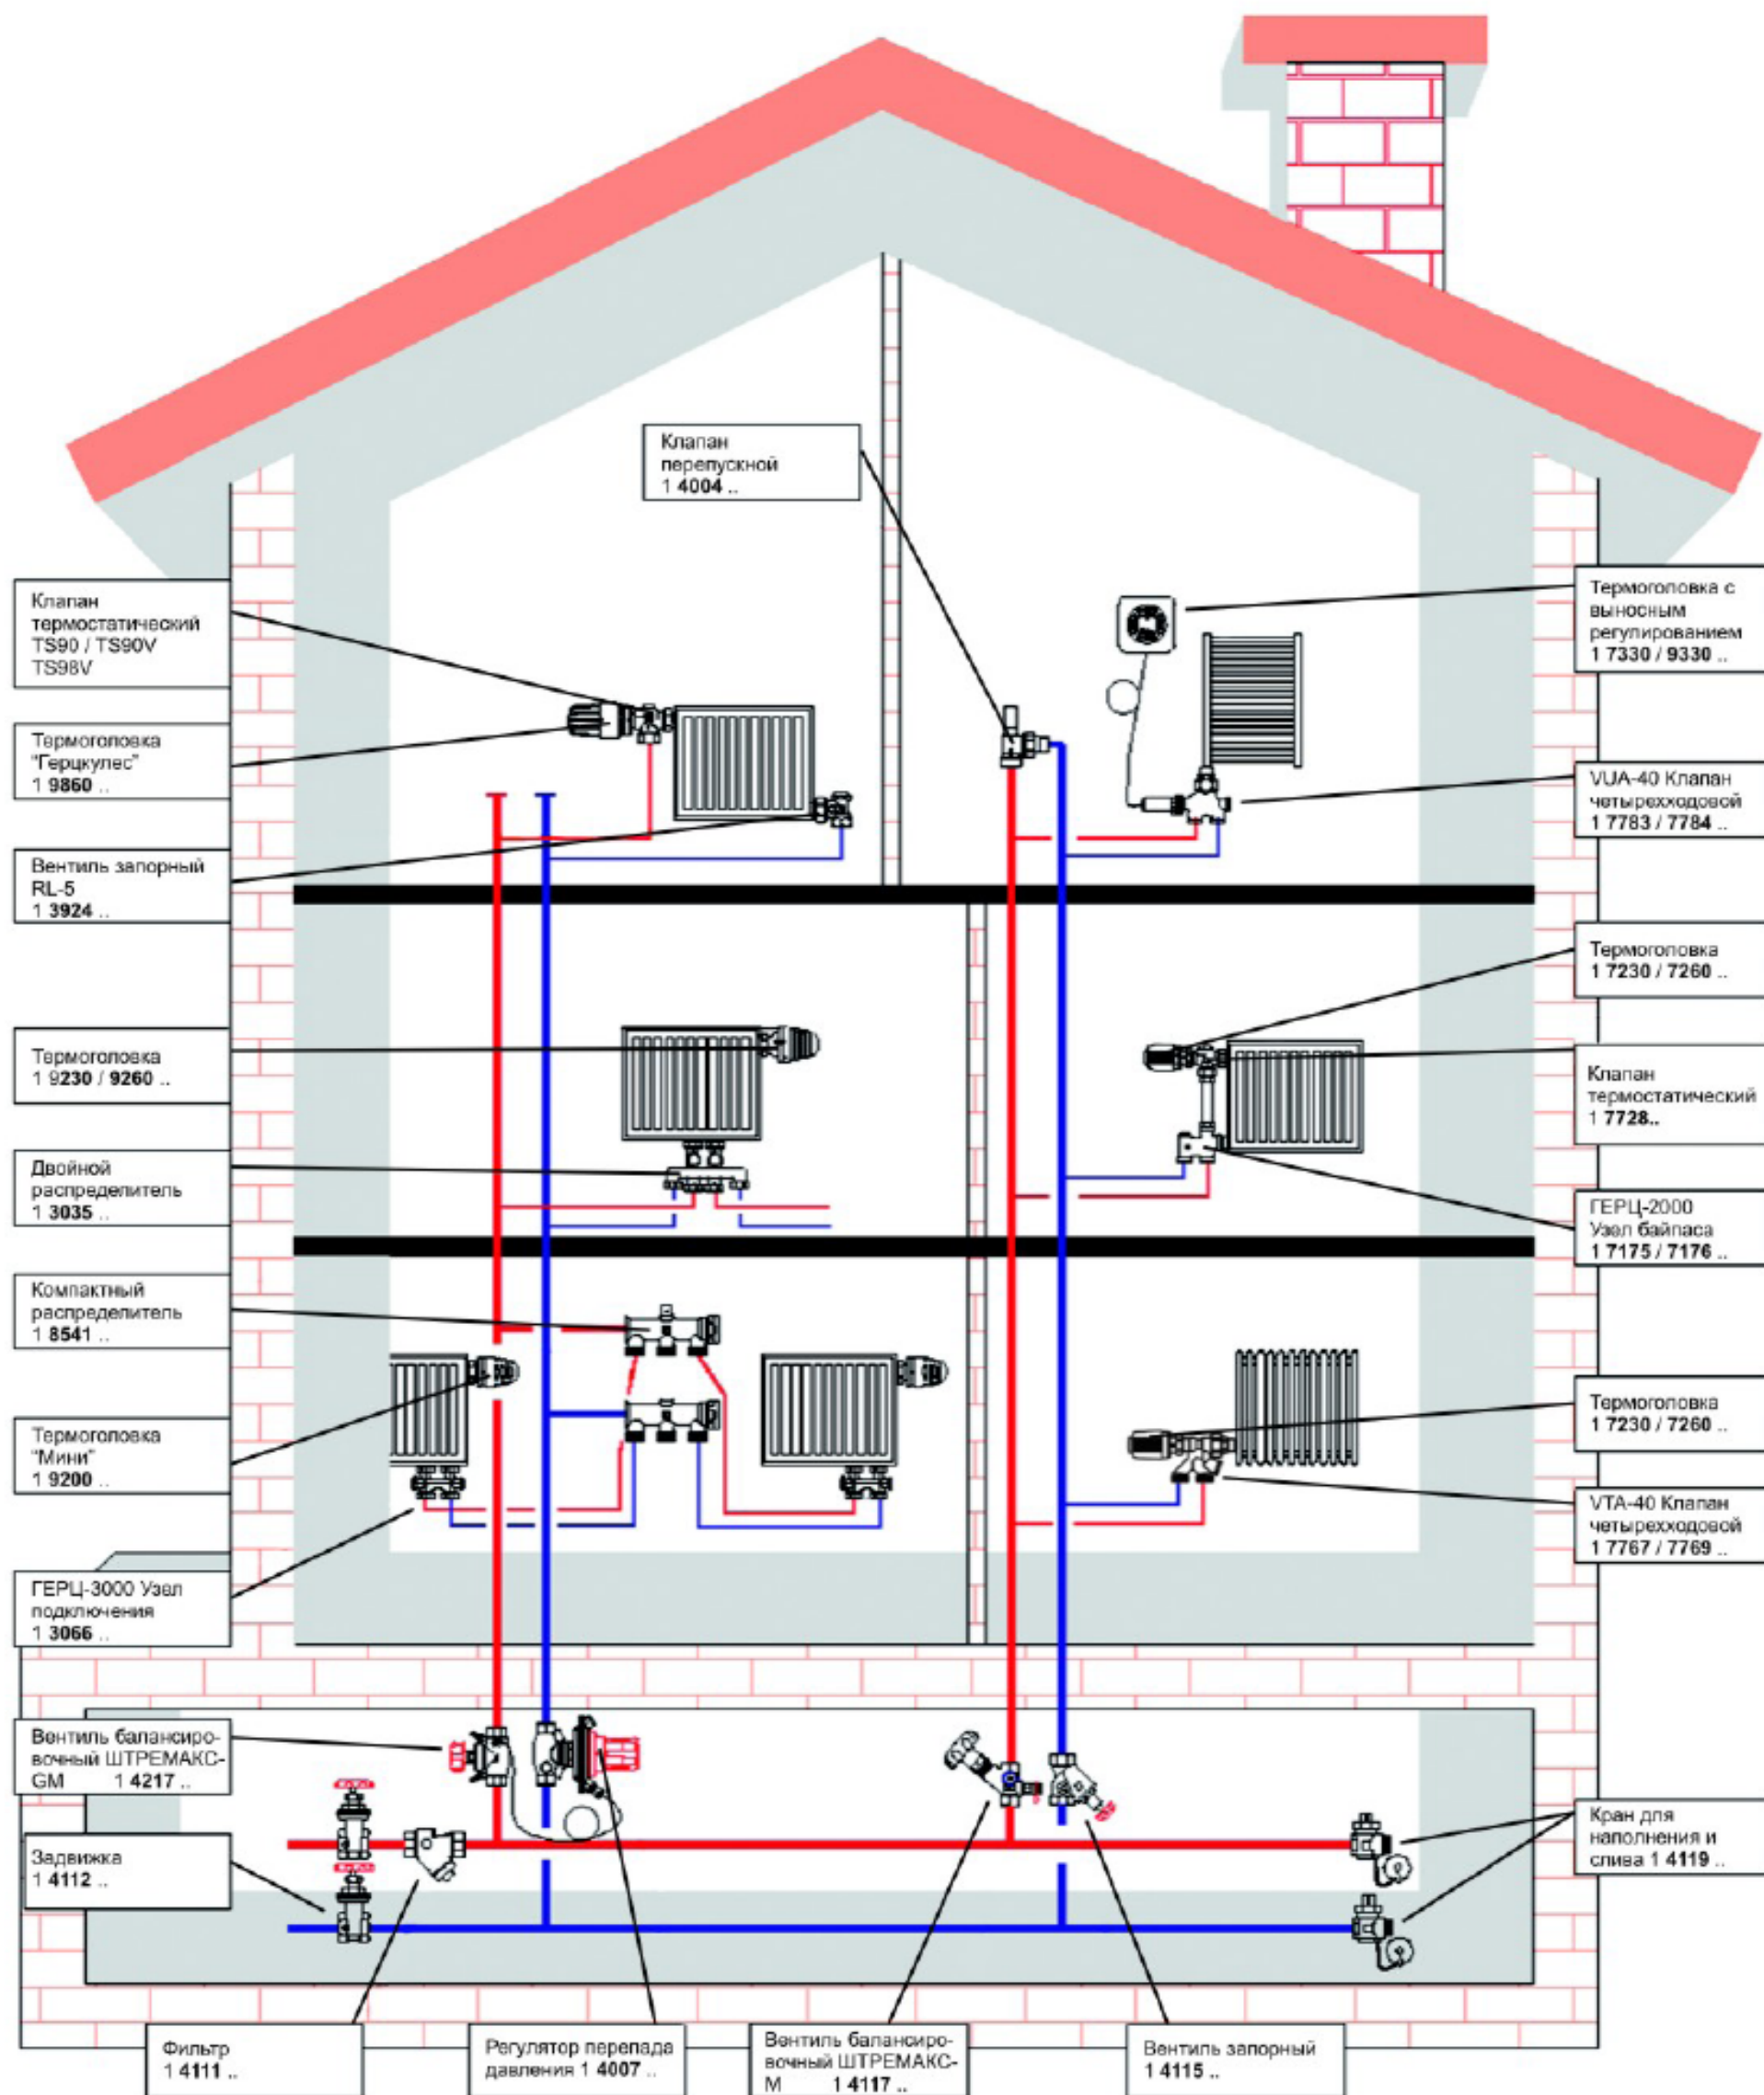 Клапан
перепускной
1 4004 ..
Клапан
термостатический
TS90 / TS90V
TS98V
Термоголовка
"Герцкулес"
1 9860 ..
Вентиль запорный
RL-5
1 3924 ..
Термоголовка
1 9230 / 9260 ..
Двойной
распределитель
1 3035 ..
Компактный
распределитель
1 8541 ..
Термоголовка
"Мини"
1 9200 ..
ГЕРЦ-3000 Узел
подключения
1 3066 ..
Вентиль балансиро-
вочный ШТРЕМАКС-
GM 1 4217 ..
Задвижка
1 4112 ..
Термоголовка с
выносным
регулированием
1 7330 / 9330 ..
VUA-40 Клапан
четырехходовой
1 7783 / 7784 ..
Термоголовка
1 7230 / 7260 ..
Клапан
термостатический
1 7728..
ГЕРЦ-2000
Узел байпаса
1 7175 / 7176 ..
Термоголовка
1 7230 / 7260 ..
VTA-40 Клапан
четырехходовой
1 7767 / 7769 ..
Кран для
наполнения и
слива 1 4119 ..
Фильтр
1 4111 ..
Регулятор перепада
давления 1 4007 ..
Вентиль балансиро-
вочный ШТРЕМАКС-
М 1 4117 ..
Вентиль запорный
1 4115 ..